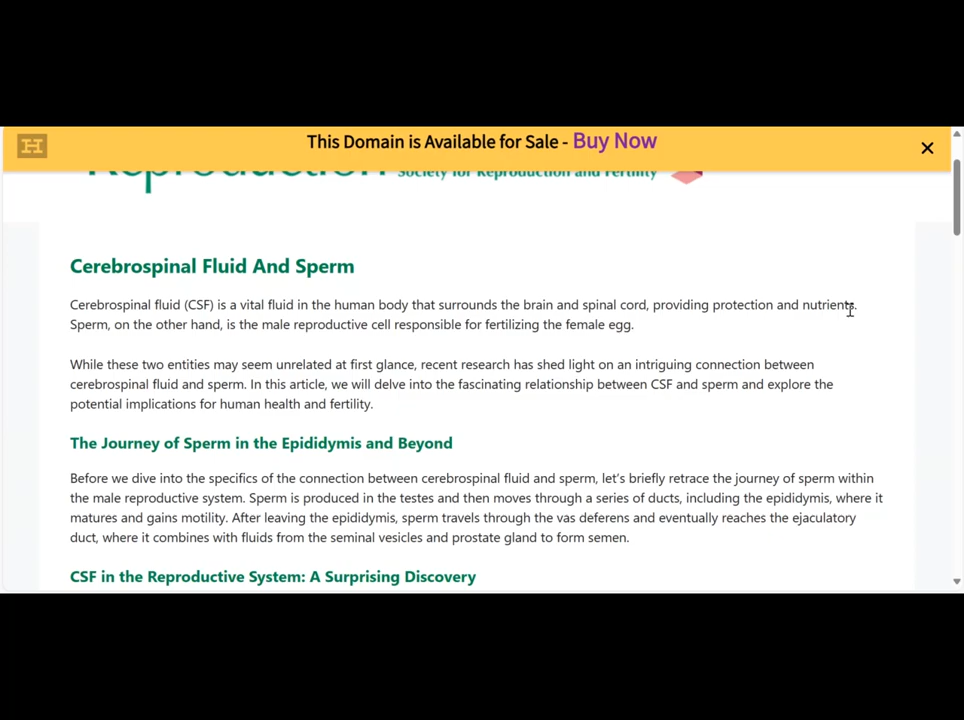 This Domain is Available for Sale - Buy Now
Reproduction Society for Reproduction and Fertility
Cerebrospinal Fluid And Sperm
Cerebrospinal fluid (CSF) is a vital fluid in the human body that surrounds the brain and spinal cord, providing protection and nutrients.
Sperm, on the other hand, is the male reproductive cell responsible for fertilizing the female egg.
While these two entities may seem unrelated at first glance, recent research has shed light on an intriguing connection between
cerebrospinal fluid and sperm. In this article, we will delve into the fascinating relationship between CSF and sperm and explore the
potential implications for human health and fertility.
The Journey of Sperm in the Epididymis and Beyond
Before we dive into the specifics of the connection between cerebrospinal fluid and sperm, let’s briefly retrace the journey of sperm within
the male reproductive system. Sperm is produced in the testes and then moves through a series of ducts, including the epididymis, where it
matures and gains motility. After leaving the epididymis, sperm travels through the vas deferens and eventually reaches the ejaculatory
duct, where it combines with fluids from the seminal vesicles and prostate gland to form semen.
CSF in the Reproductive System: A Surprising Discovery